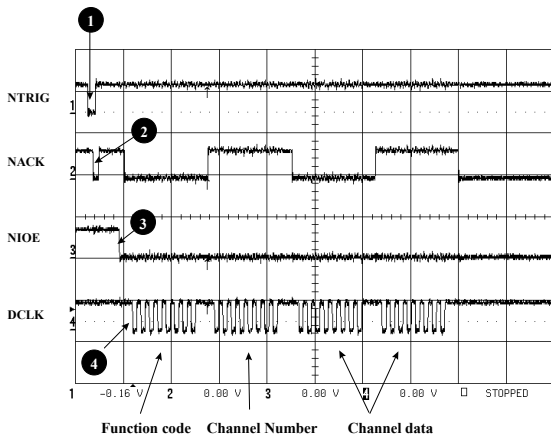 1
NTRIG
1
2
NACK
2
NIOE
3
3
DCLK
4
4
1 -0.16 V 2 0.00 V 3 0.00 V 4 0.00 V STOPPED
Function code Channel Number Channel data